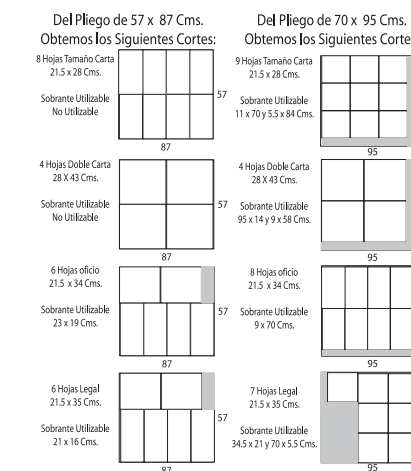 Del Pliego de 57 x 87 Cms.
Obtemos los Siguientes Cortes:
8 Hojas Tamaño Carta
21.5 x 28 Cms.
Sobrante Utilizable
No Utilizable
57
87
4 Hojas Doble Carta
28 X 43 Cms.
Sobrante Utilizable
No Utilizable
57
87
6 Hojas oficio
21.5 x 34 Cms.
Sobrante Utilizable
23 x 19 Cms.
57
87
6 Hojas Legal
21.5 x 35 Cms.
Sobrante Utilizable
21 x 16 Cms.
57
87
Del Pliego de 70 x 95 Cms.
Obtemos los Siguientes Corte
9 Hojas Tamaño Carta
21.5 x 28 Cms.
Sobrante Utilizable
11 x 70 y 5.5 x 84 Cms.
95
4 Hojas Doble Carta
28 X 43 Cms.
Sobrante Utilizable
95 x 14 y 9 x 58 Cms.
95
8 Hojas oficio
21.5 x 34 Cms.
Sobrante Utilizable
9 x 70 Cms.
95
7 Hojas Legal
21.5 x 35 Cms.
Sobrante Utilizable
34.5 x 21 y 70 x 5.5 Cms.
95